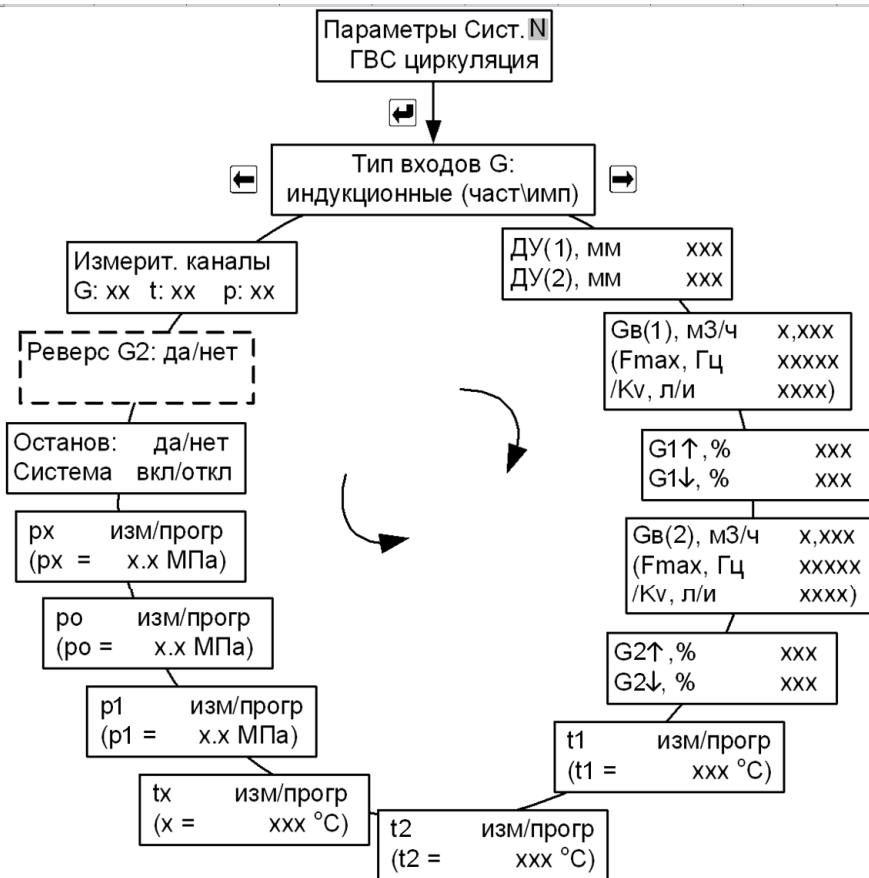 Параметры Сист. N
ГВС циркуляция
Тип входов G:
индукционные (част\имп)
ДУ(1), мм xxx
ДУ(2), мм xxx
Gв(1), м3/ч x,xxx
(Fmax, Гц xxxxx
/Kv, л/и xxxx)
G1↑,% xxx
G1↓, % xxx
Gв(2), м3/ч x,xxx
(Fmax, Гц xxxxx
/Kv, л/и xxxx)
G2↑,% xxx
G2↓, % xxx
t1 изм/прогр
(t1 = xxx °C)
t2 изм/прогр
(t2 = xxx °C)
tx изм/прогр
(x = xxx °C)
p1 изм/прогр
(p1 = x.x МПа)
po изм/прогр
(po = x.x МПа)
px изм/прогр
(px = x.x МПа)
Останов: да/нет
Система вкл/откл
Реверс G2: да/нет
Измерит. каналы
G: xx t: xx p: xx